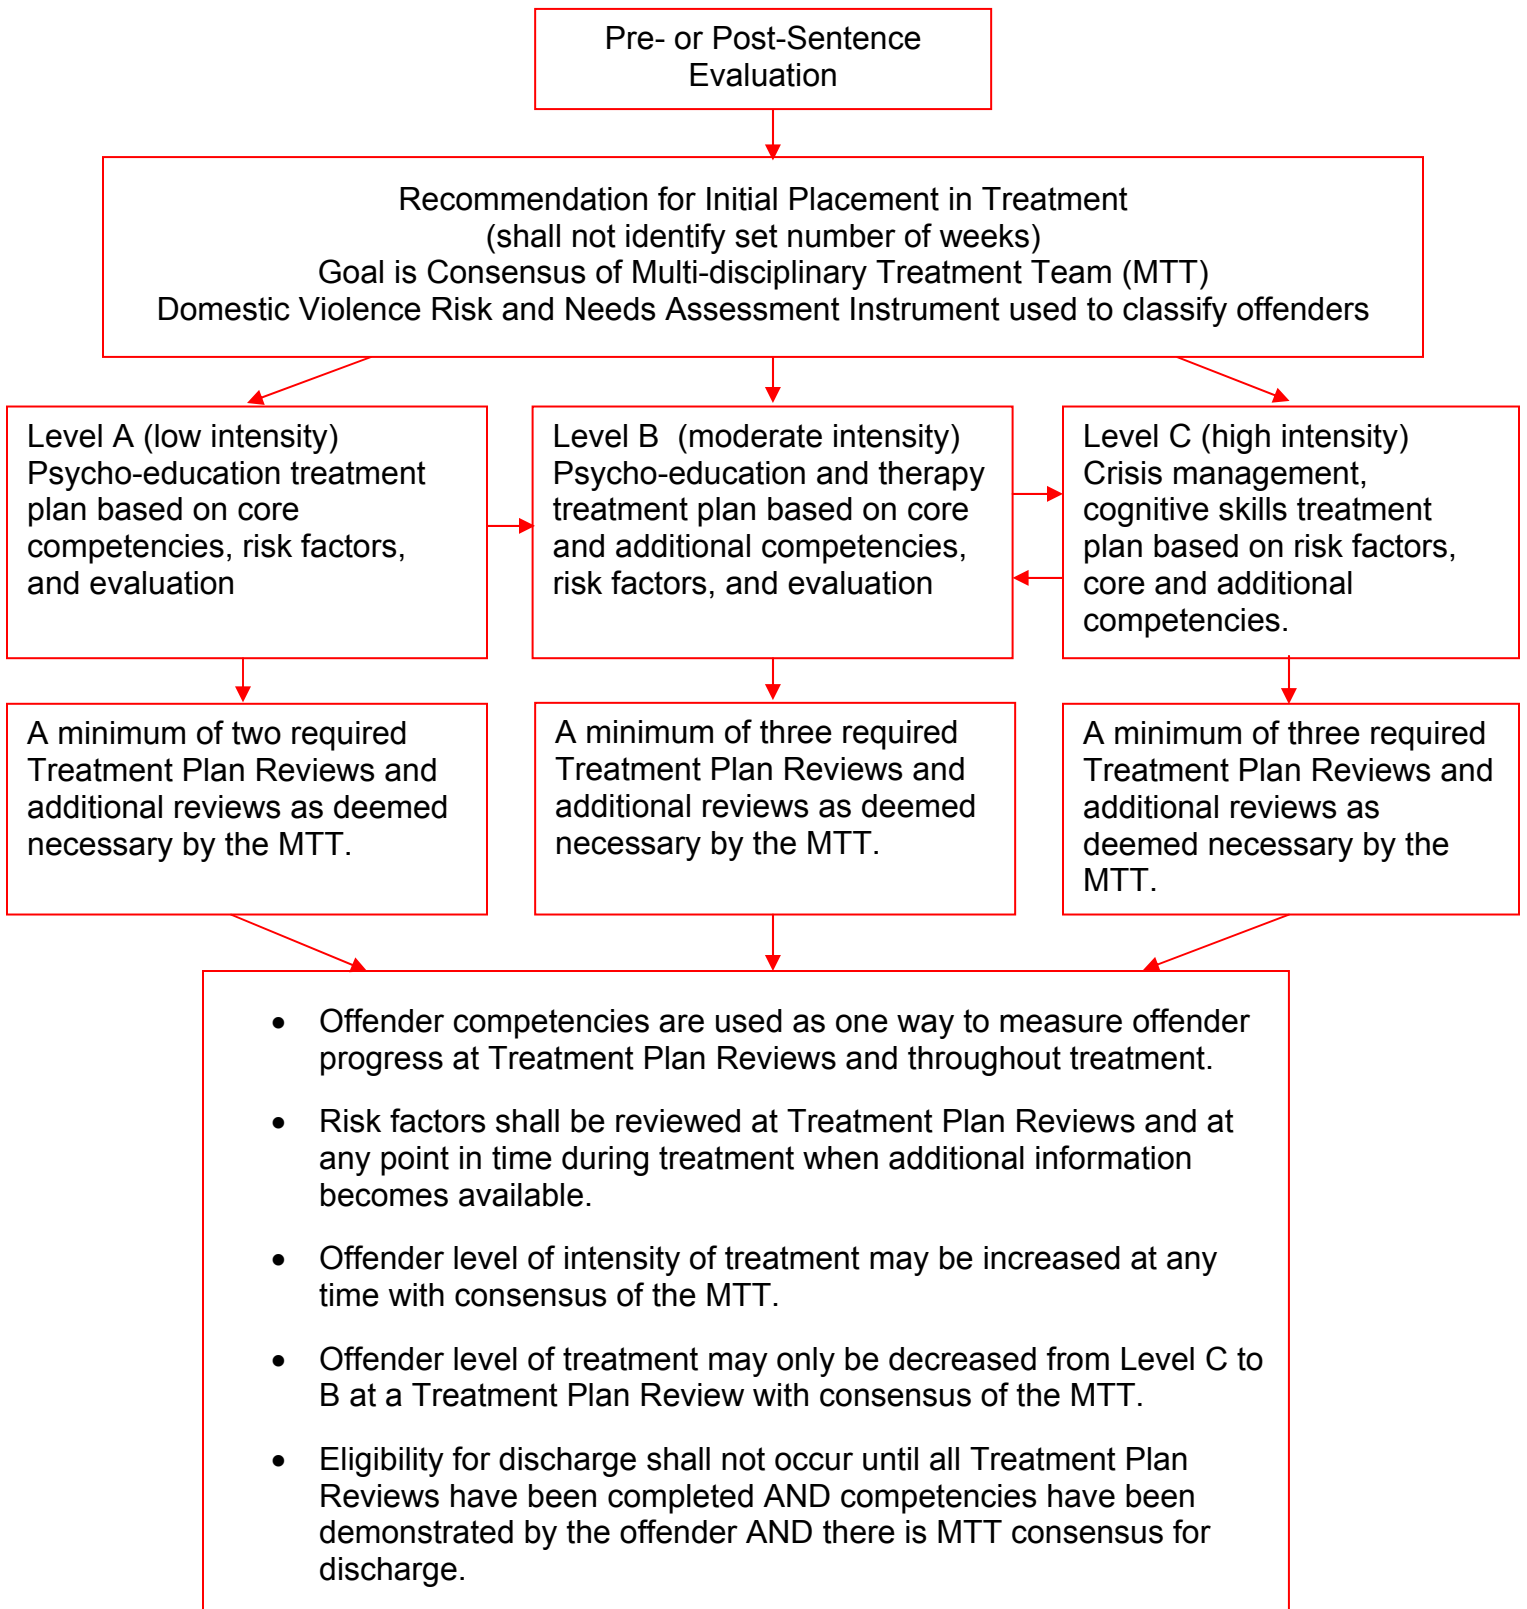 Pre- or Post-Sentence
Evaluation
Recommendation for Initial Placement in Treatment
(shall not identify set number of weeks)
Goal is Consensus of Multi-disciplinary Treatment Team (MTT)
Domestic Violence Risk and Needs Assessment Instrument used to classify offenders
Level A (low intensity)
Psycho-education treatment
plan based on core
competencies, risk factors,
and evaluation
Level B  (moderate intensity)
Psycho-education and therapy
treatment plan based on core
and additional competencies,
risk factors, and evaluation
Level C (high intensity)
Crisis management,
cognitive skills treatment
plan based on risk factors,
core and additional
competencies.
A minimum of two required
Treatment Plan Reviews and
additional reviews as deemed
necessary by the MTT.
A minimum of three required
Treatment Plan Reviews and
additional reviews as deemed
necessary by the MTT.
A minimum of three required
Treatment Plan Reviews and
additional reviews as
deemed necessary by the
MTT.
• Offender competencies are used as one way to measure offender
progress at Treatment Plan Reviews and throughout treatment.
• Risk factors shall be reviewed at Treatment Plan Reviews and at
any point in time during treatment when additional information
becomes available.
• Offender level of intensity of treatment may be increased at any
time with consensus of the MTT.
• Offender level of treatment may only be decreased from Level C to
B at a Treatment Plan Review with consensus of the MTT.
• Eligibility for discharge shall not occur until all Treatment Plan
Reviews have been completed AND competencies have been
demonstrated by the offender AND there is MTT consensus for
discharge.